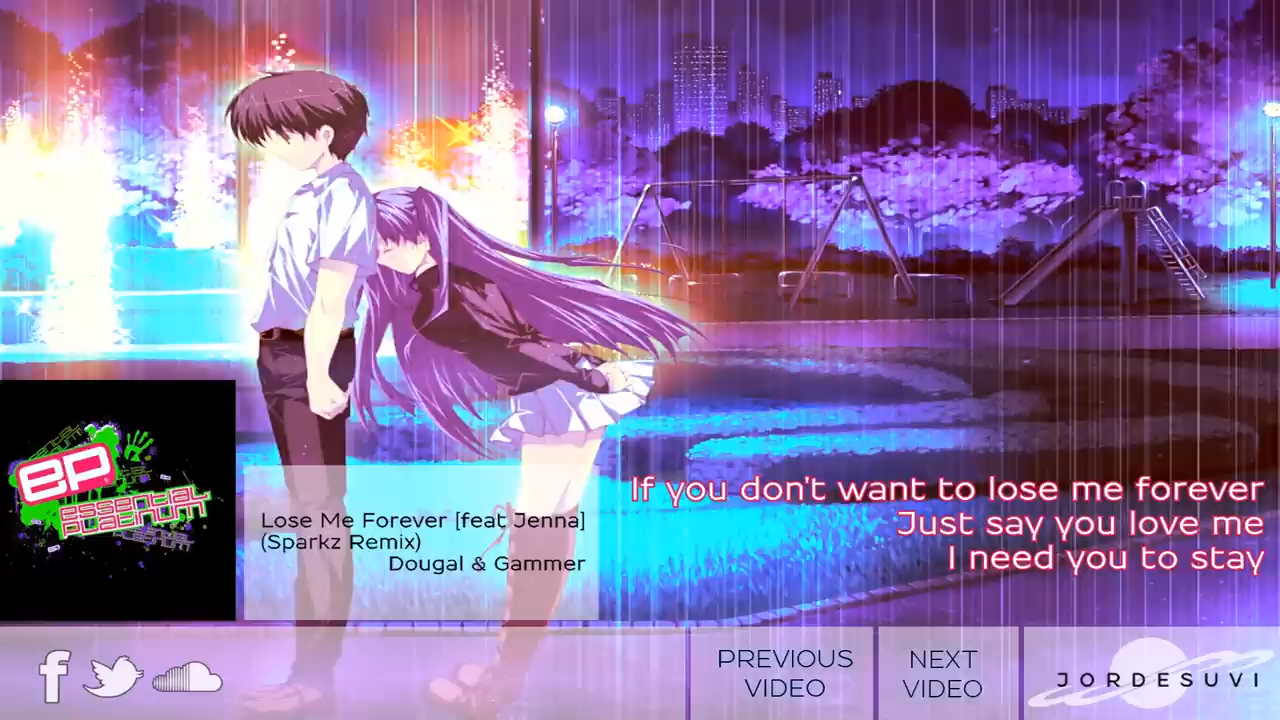 If you don't want to lose me forever
Just say you love me
I need you to stay
ep
essential
platinum
Lose Me Forever [feat Jenna]
(Sparkz Remix)
Dougal & Gammer
PREVIOUS
VIDEO
NEXT
VIDEO
JORDESUVI